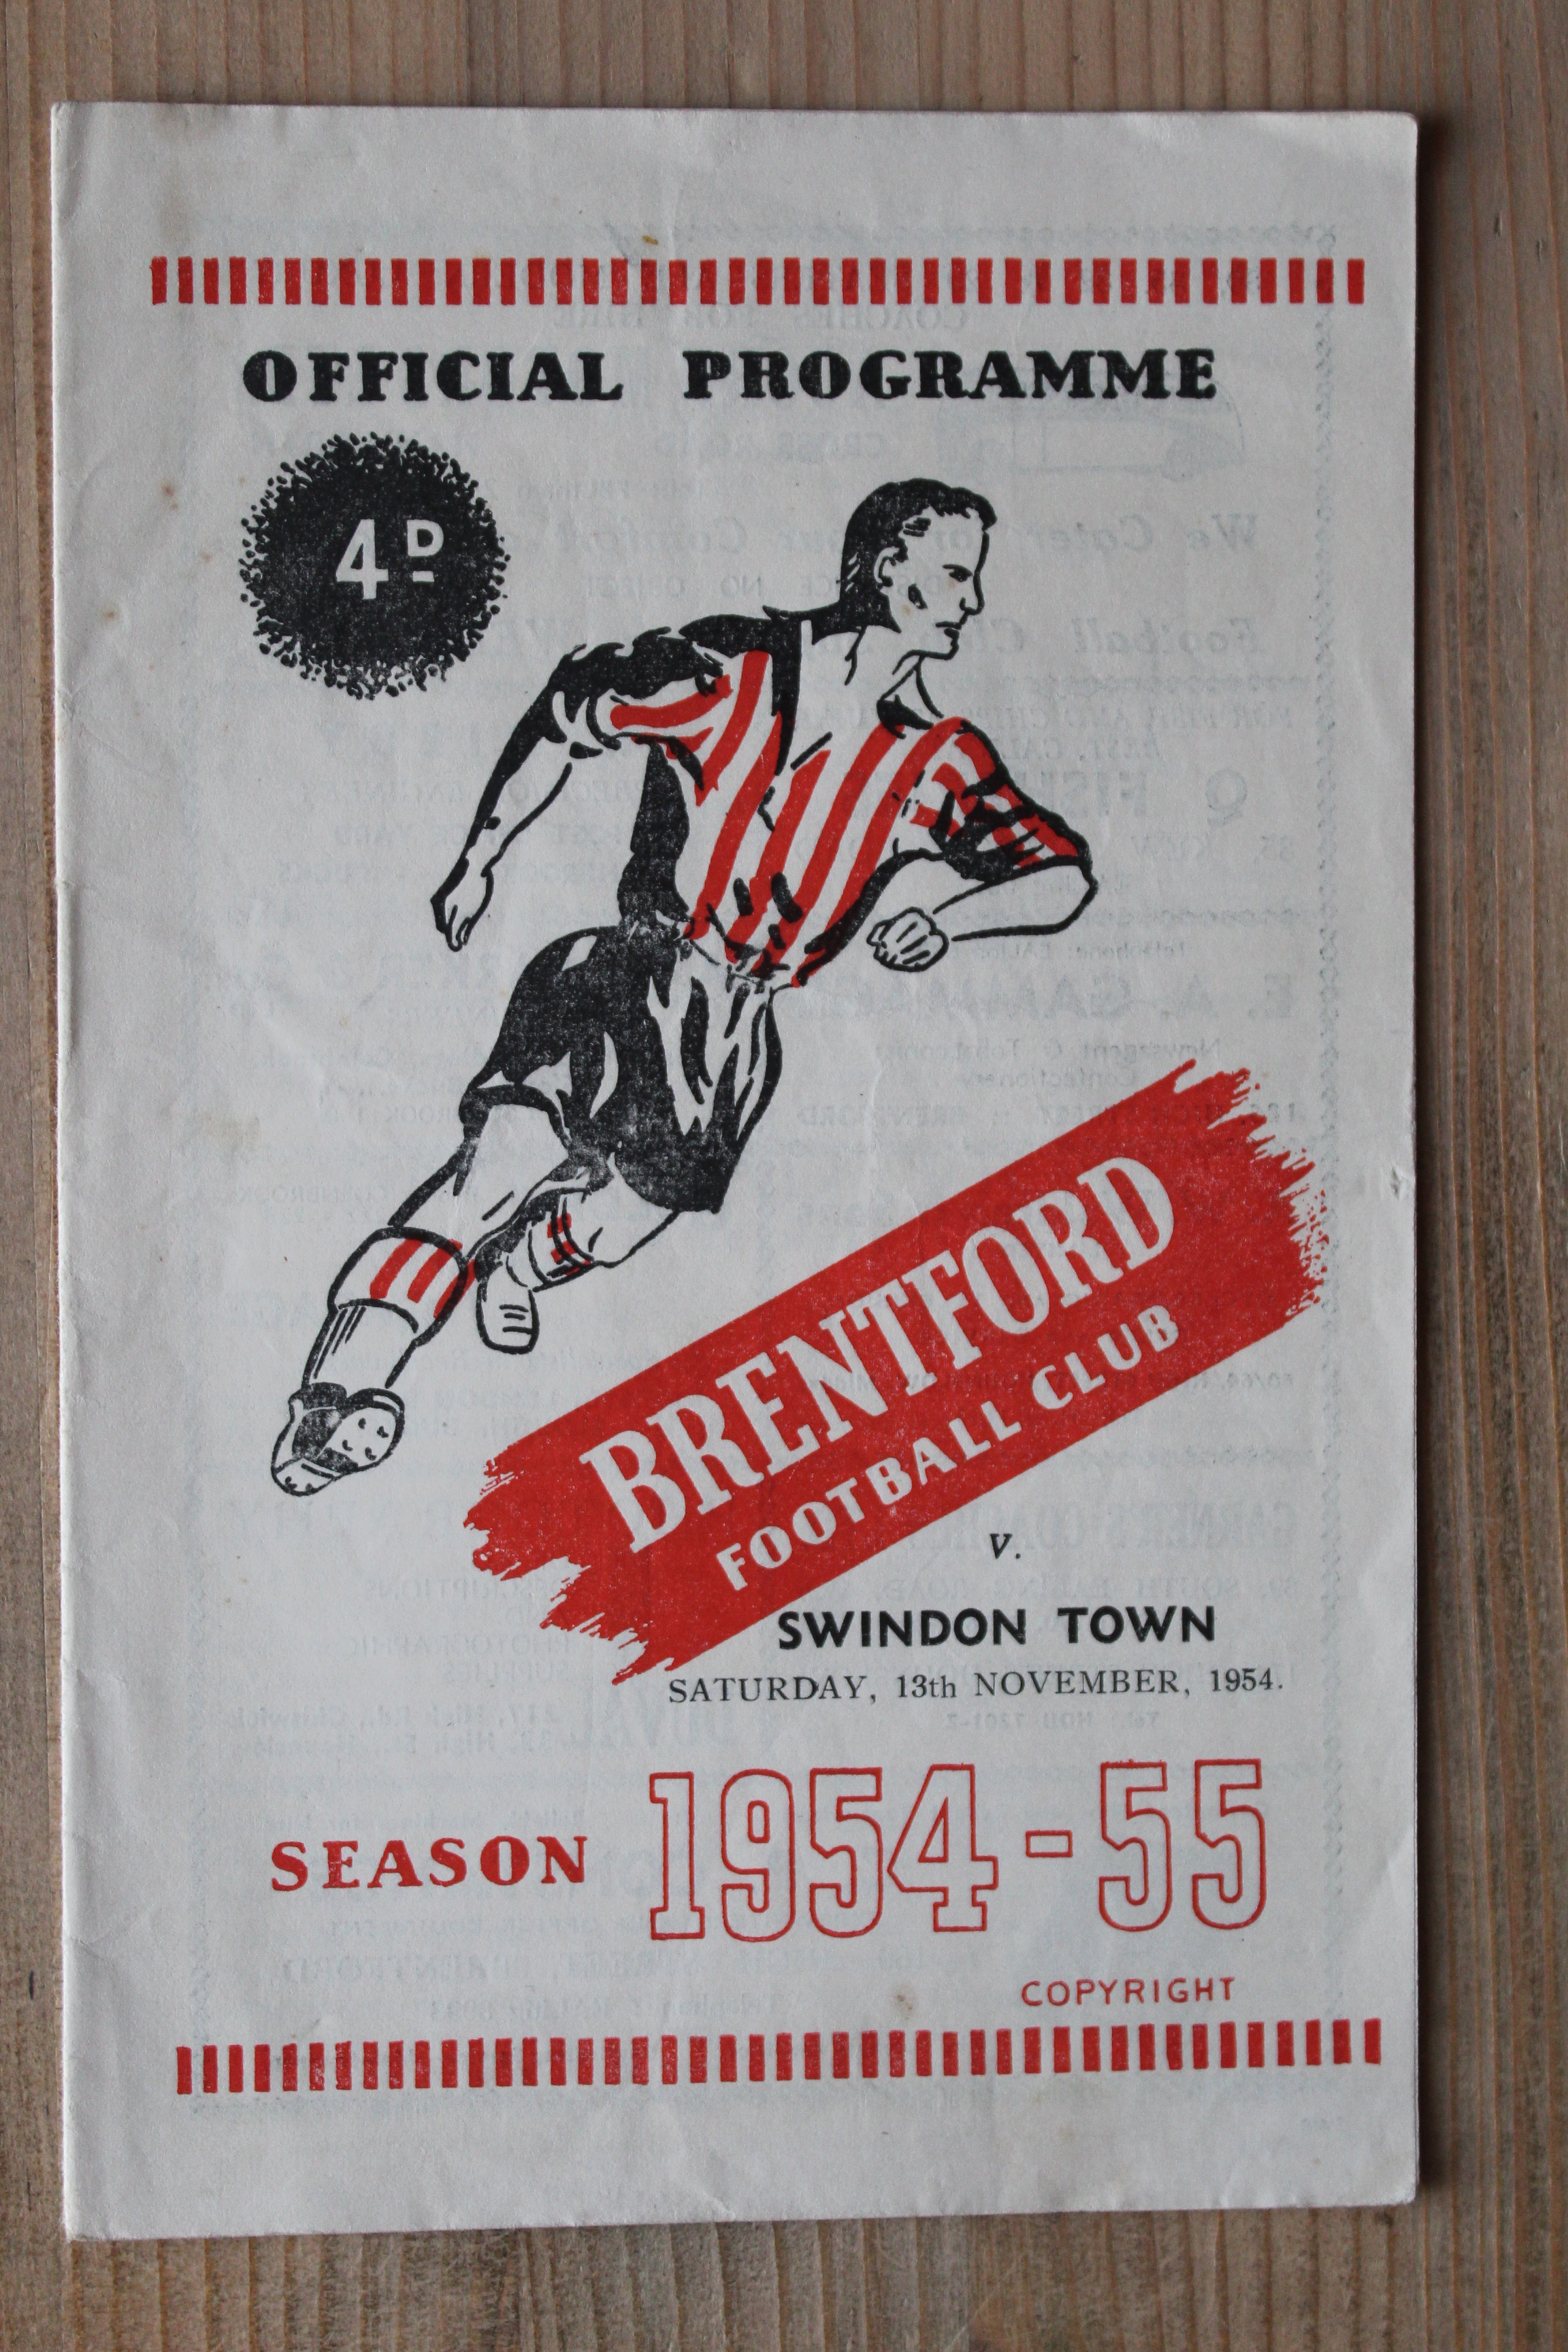 OFFICIAL PROGRAMME
4D
BRENTFORD
FOOTBALL CLUB
v.
SWINDON TOWN
SATURDAY, 13th NOVEMBER, 1954.
SEASON 1954-55
COPYRIGHT